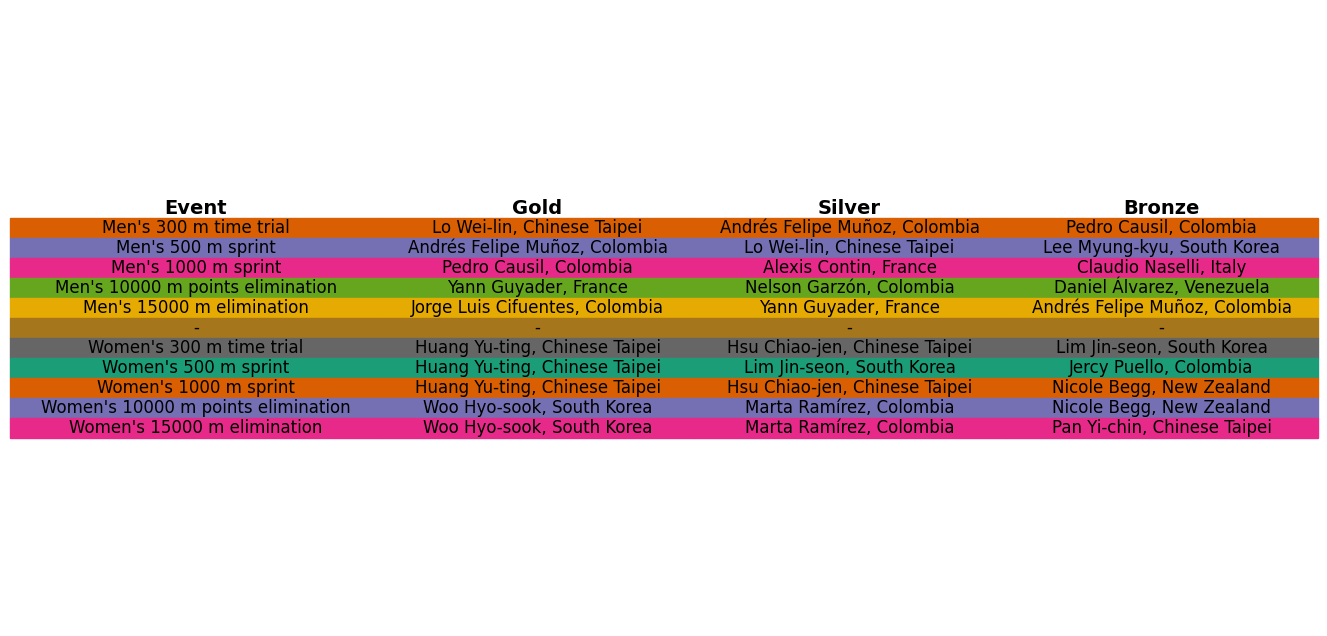 Event Gold Silver Bronze
Men's 300 m time trial Lo Wei-lin, Chinese Taipei Andrés Felipe Muñoz, Colombia Pedro Causil, Colombia
Men's 500 m sprint Andrés Felipe Muñoz, Colombia Lo Wei-lin, Chinese Taipei Lee Myung-kyu, South Korea
Men's 1000 m sprint Pedro Causil, Colombia Alexis Contin, France Claudio Naselli, Italy
Men's 10000 m points elimination Yann Guyader, France Nelson Garzón, Colombia Daniel Álvarez, Venezuela
Men's 15000 m elimination Jorge Luis Cifuentes, Colombia Yann Guyader, France Andrés Felipe Muñoz, Colombia
- - - -
Women's 300 m time trial Huang Yu-ting, Chinese Taipei Hsu Chiao-jen, Chinese Taipei Lim Jin-seon, South Korea
Women's 500 m sprint Huang Yu-ting, Chinese Taipei Lim Jin-seon, South Korea Jercy Puello, Colombia
Women's 1000 m sprint Huang Yu-ting, Chinese Taipei Hsu Chiao-jen, Chinese Taipei Nicole Begg, New Zealand
Women's 10000 m points elimination Woo Hyo-sook, South Korea Marta Ramírez, Colombia Nicole Begg, New Zealand
Women's 15000 m elimination Woo Hyo-sook, South Korea Marta Ramírez, Colombia Pan Yi-chin, Chinese Taipei